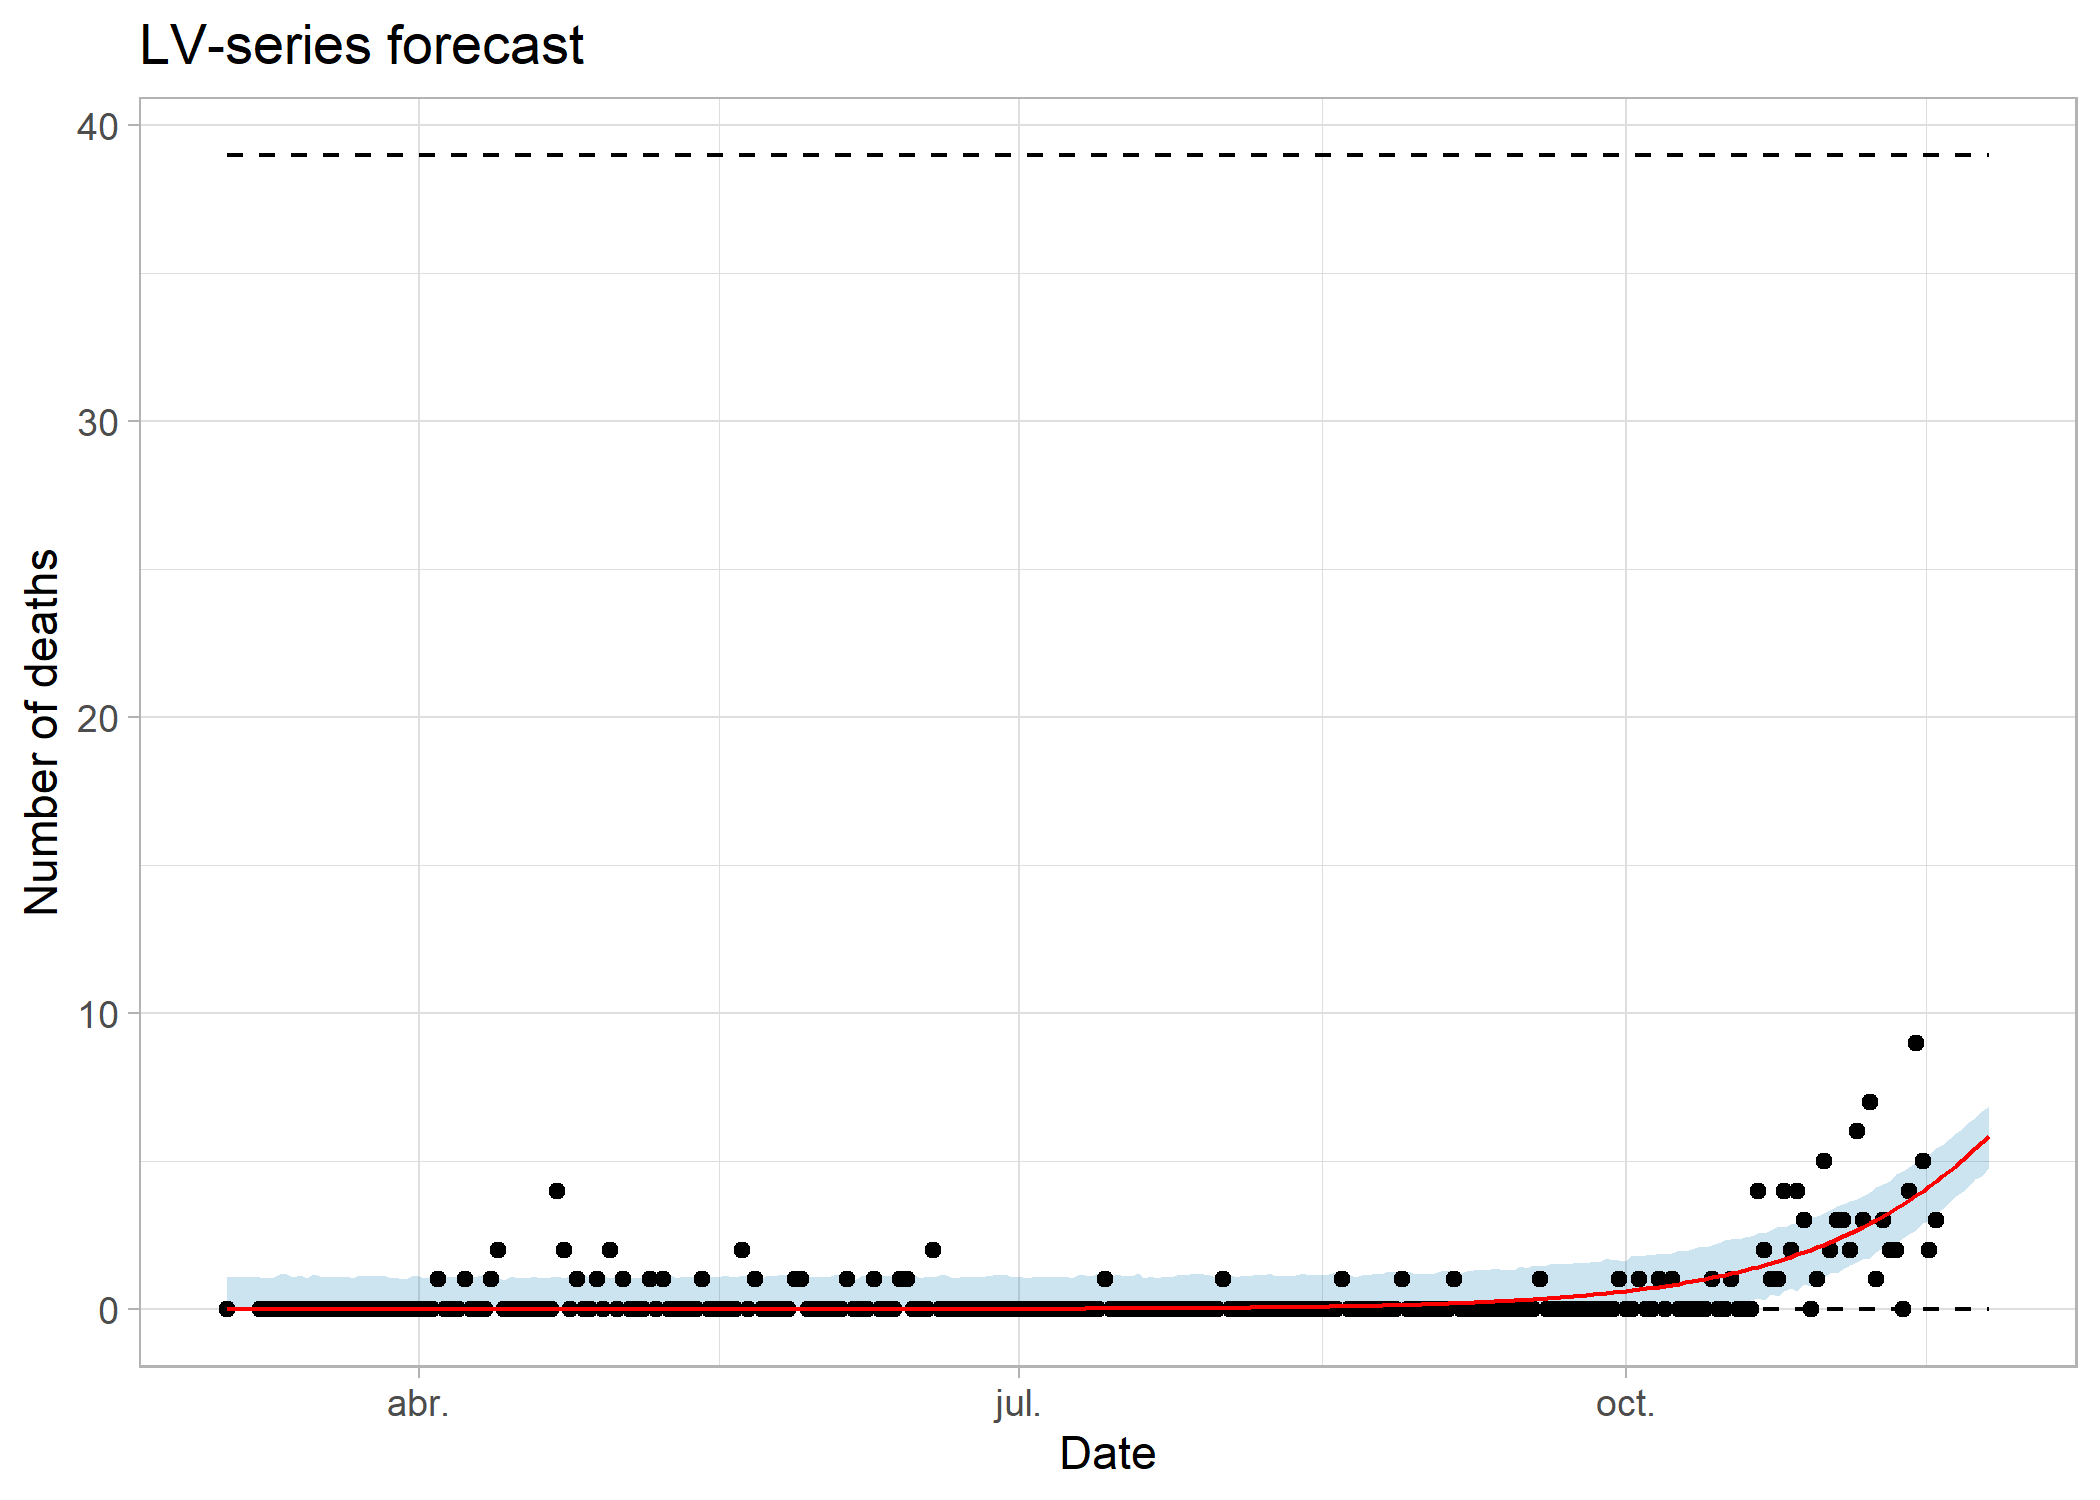 LV-series forecast
40
30
20
10
0
Number of deaths
abr.
jul.
oct.
Date